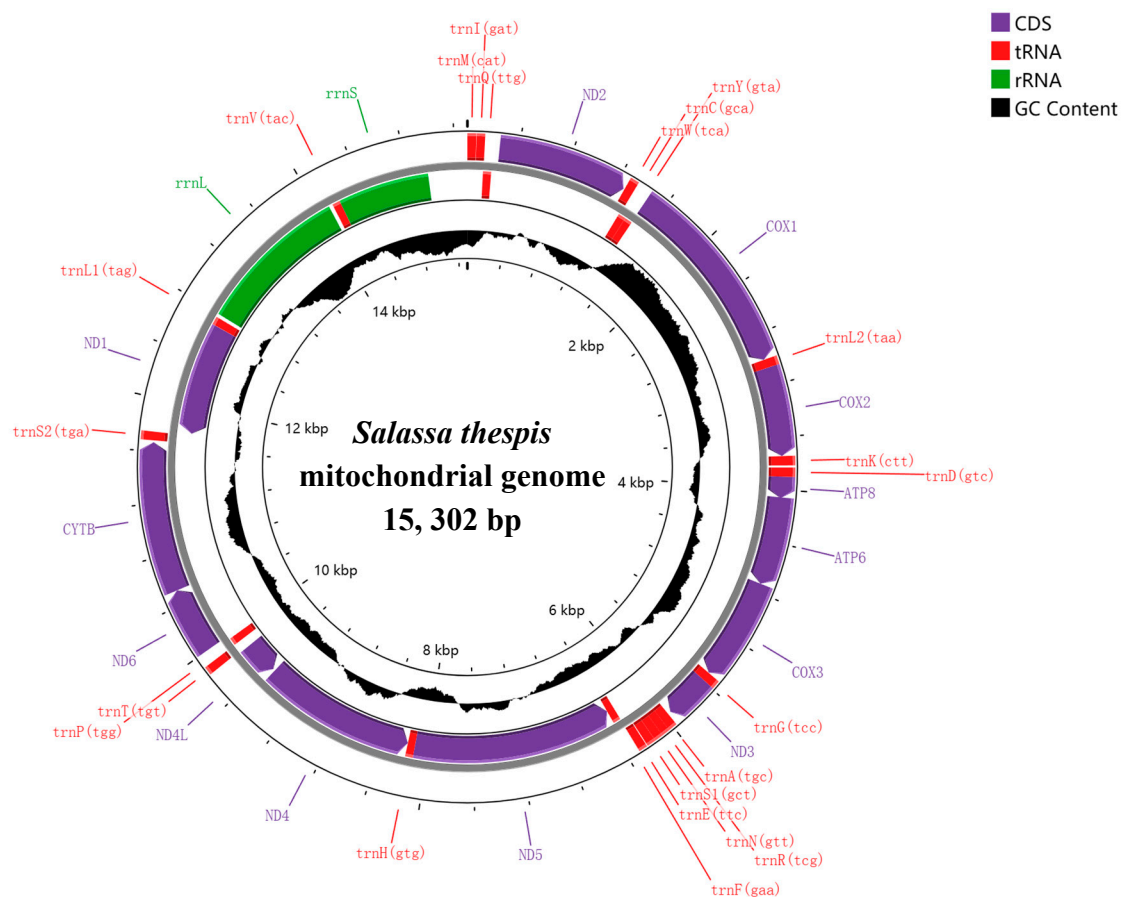 CDS
tRNA
rRNA
GC Content
trnI(gat)
trnM(cat)
trnQ(ttg)
ND2
trnY(gta)
trnC(gca)
trnW(tca)
COX1
trnL2(taa)
COX2
trnK(ctt)
trnD(gtc)
ATP8
ATP6
COX3
trnG(tcc)
ND3
trnA(tgc)
trnS1(gct)
trnE(ttc)
trnN(gtt)
trnR(tcg)
trnF(gaa)
ND5
trnH(gtg)
ND4
ND4L
trnT(tgt)
trnP(tgg)
ND6
CYTB
trnS2(tga)
ND1
trnL1(tag)
rrnL
trnV(tac)
rrnS
2 kbp
4 kbp
6 kbp
8 kbp
10 kbp
12 kbp
14 kbp
Salassa thespis
mitochondrial genome
15, 302 bp